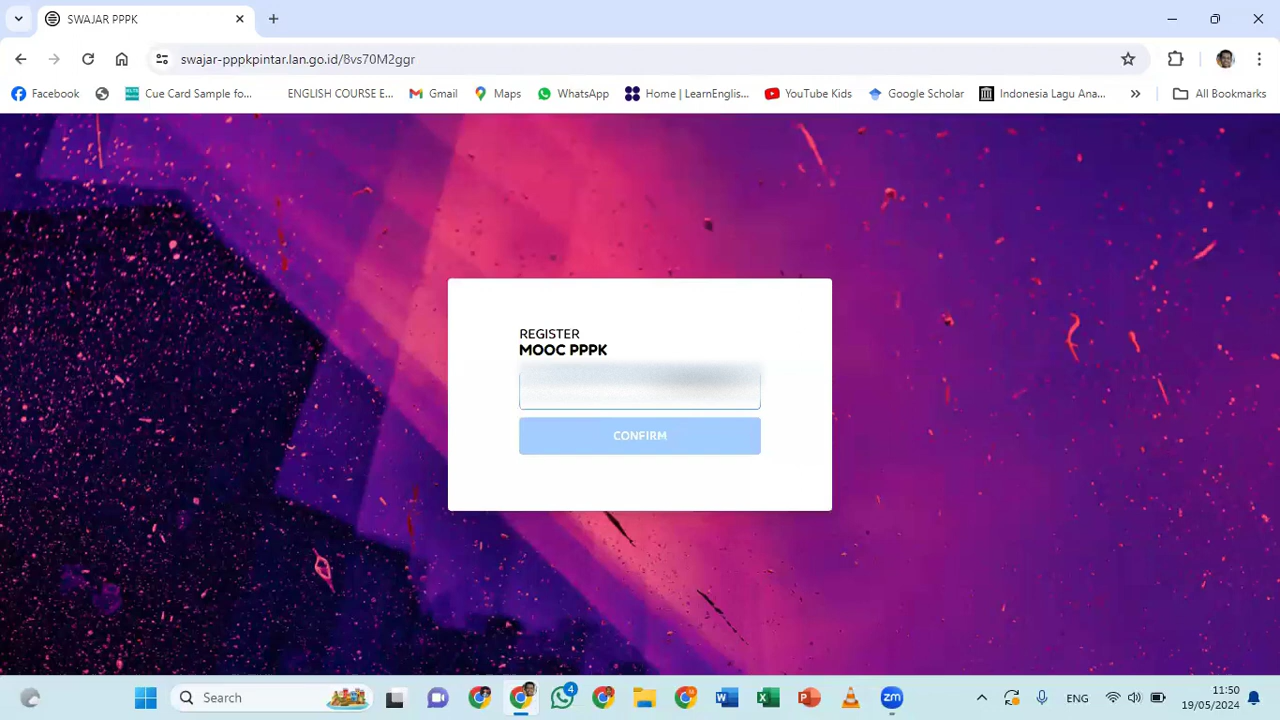 SWAJAR PPPK
swajar-pppkpintar.lan.go.id/8vs70M2ggr
Facebook
Cue Card Sample fo...
ENGLISH COURSE E...
Gmail
Maps
WhatsApp
Home | LearnEnglis...
YouTube Kids
Google Scholar
Indonesia Lagu Ana...
All Bookmarks
REGISTER
MOOC PPPK
CONFIRM
Search
4
zm
ENG
11:50
19/05/2024